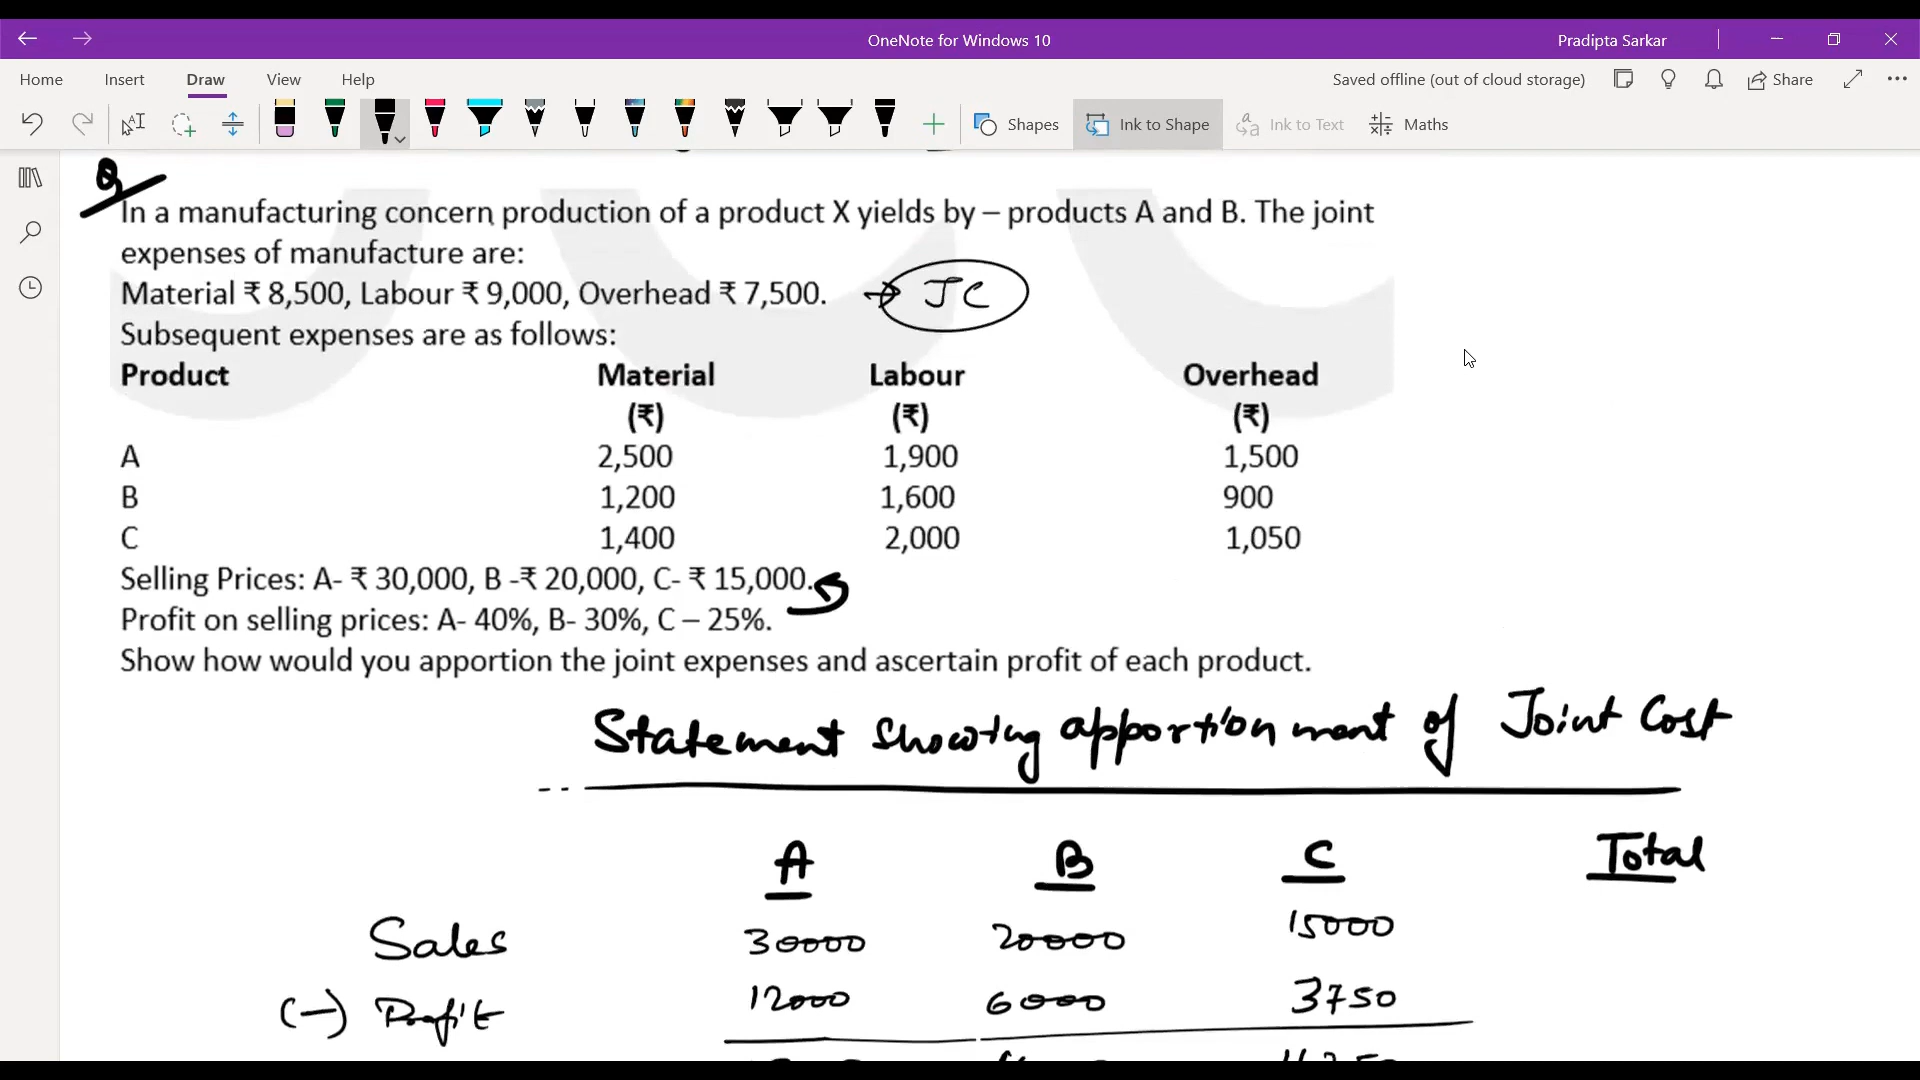 OneNote for Windows 10
Pradipta Sarkar
Home Insert Draw View Help
Saved offline (out of cloud storage)
Share
Shapes
Ink to Shape
Ink to Text
Maths
Q
In a manufacturing concern production of a product X yields by – products A and B. The joint
expenses of manufacture are:
Material ₹ 8,500, Labour ₹ 9,000, Overhead ₹ 7,500. → JC
Subsequent expenses are as follows:
Product Material Labour Overhead
(₹) (₹) (₹)
A 2,500 1,900 1,500
B 1,200 1,600 900
C 1,400 2,000 1,050
Selling Prices: A- ₹ 30,000, B -₹ 20,000, C- ₹ 15,000.
Profit on selling prices: A- 40%, B- 30%, C – 25%.
Show how would you apportion the joint expenses and ascertain profit of each product.
Statement showing apportionment of Joint Cost
A B C Total
Sales 30000 20000 15000
(-) Profit 12000 6000 3750